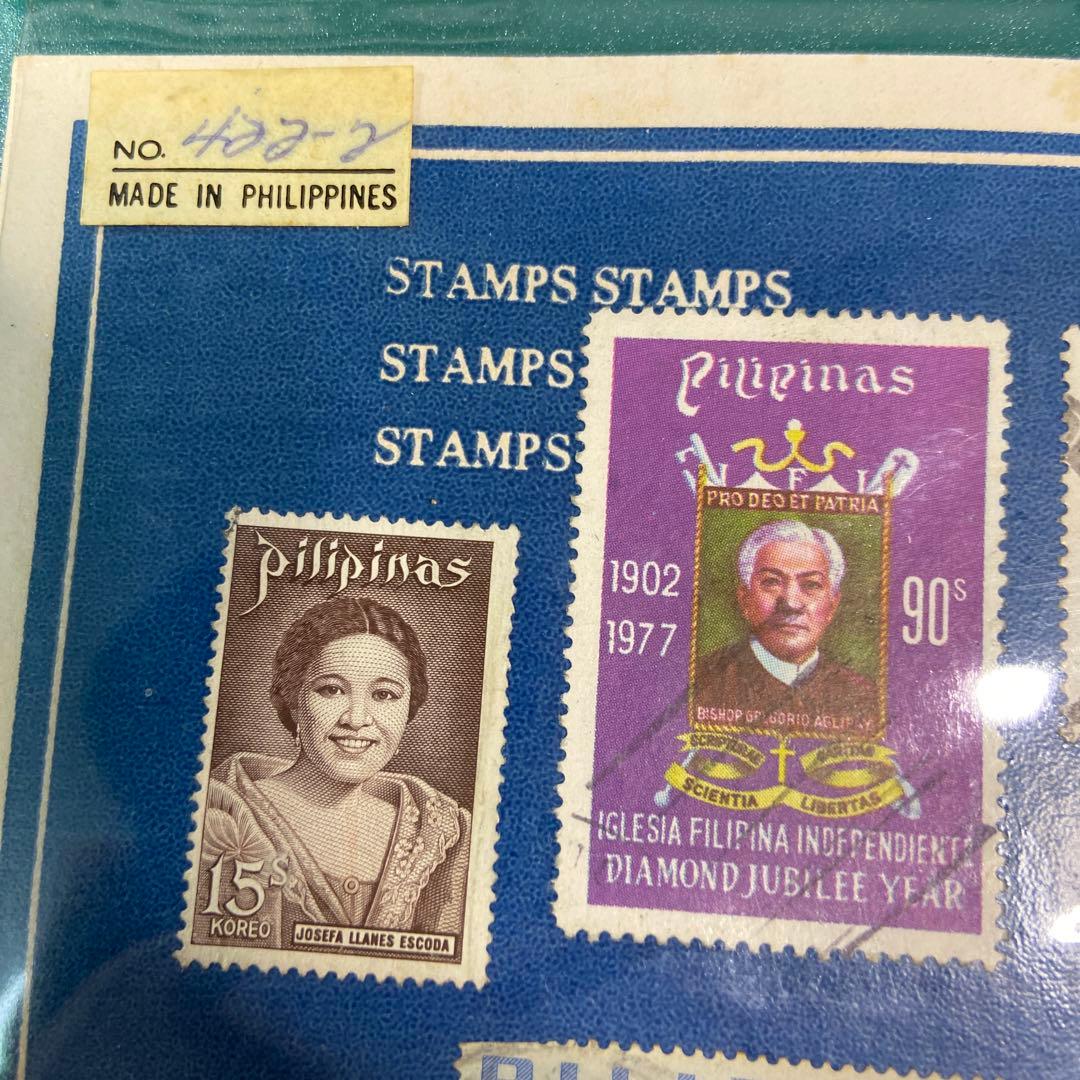 NO. 422-2
MADE IN PHILIPPINES
STAMPS STAMPS
STAMPS
STAMPS
pilipinas
15s
KOREO
JOSEFA LLANES ESCODA
Pilipinas
I F I
PRO DEO ET PATRIA
1902
1977
90s
BISHOP GREGORIO AGLIPAY
SCIENTIA LIBERTAS
IGLESIA FILIPINA INDEPENDIENTE
DIAMOND JUBILEE YEAR